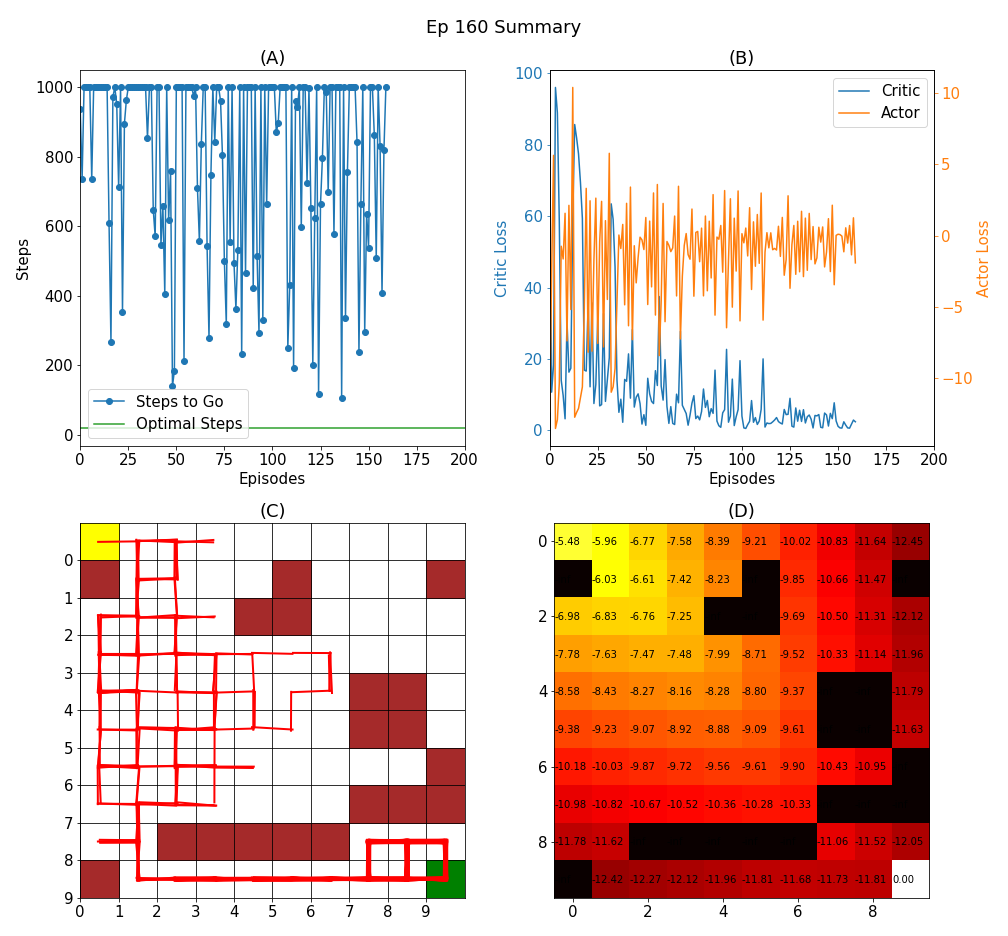 Ep 160 Summary
(A)
1000
800
600
400
200
0
Steps
Steps to Go
Optimal Steps
0 25 50 75 100 125 150 175 200
Episodes
(B)
100
80
60
40
20
0
Critic Loss
Critic
Actor
10
5
0
−5
−10
Actor Loss
0 25 50 75 100 125 150 175 200
Episodes
(C)
0
1
2
3
4
5
6
7
8
9
0 1 2 3 4 5 6 7 8 9
(D)
0 -5.48 -5.96 -6.77 -7.58 -8.39 -9.21 -10.02 -10.83 -11.64 -12.45
-6.03 -6.61 -7.42 -8.23 -9.85 -10.66 -11.47
2 -6.98 -6.83 -6.76 -7.25 -9.69 -10.50 -11.31 -12.12
-7.78 -7.63 -7.47 -7.48 -7.99 -8.71 -9.52 -10.33 -11.14 -11.96
4 -8.58 -8.43 -8.27 -8.16 -8.28 -8.80 -9.37 -11.79
-9.38 -9.23 -9.07 -8.92 -8.88 -9.09 -9.61 -11.63
6 -10.18 -10.03 -9.87 -9.72 -9.56 -9.61 -9.90 -10.43 -10.95
-10.98 -10.82 -10.67 -10.52 -10.36 -10.28 -10.33
8 -11.78 -11.62 -11.06 -11.52 -12.05
-12.42 -12.27 -12.12 -11.96 -11.81 -11.68 -11.73 -11.81 0.00
0 2 4 6 8